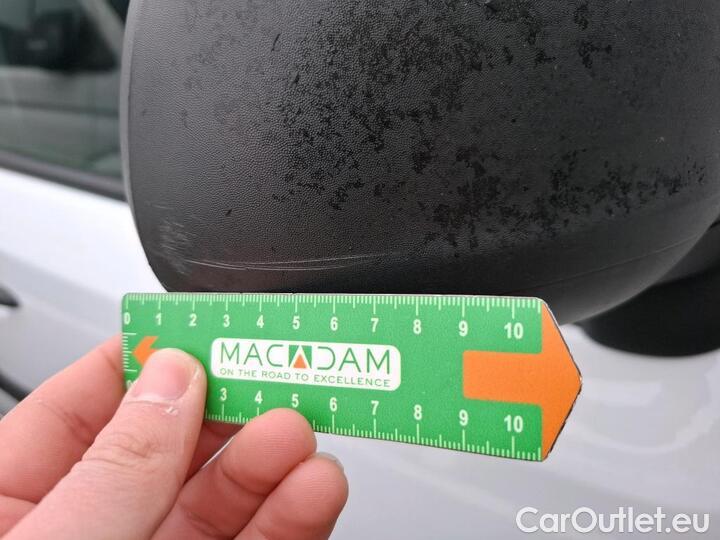 0 1 2 3 4 5 6 7 8 9 10
MACADAM
ON THE ROAD TO EXCELLENCE
0 3 4 5 6 7 8 9 10
CarOutlet.eu